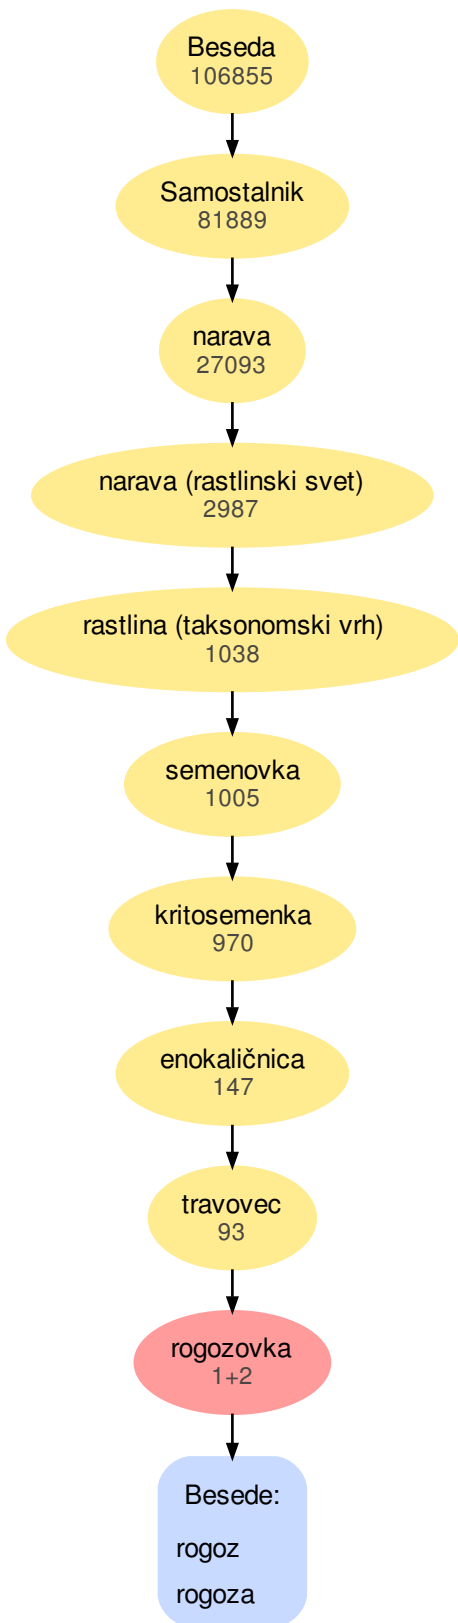 Beseda
106855
Samostalnik
81889
narava
27093
narava (rastlinski svet)
2987
rastlina (taksonomski vrh)
1038
semenovka
1005
kritosemenka
970
enokaličnica
147
travovec
93
rogozovka
1+2
Besede:
rogoz
rogoza